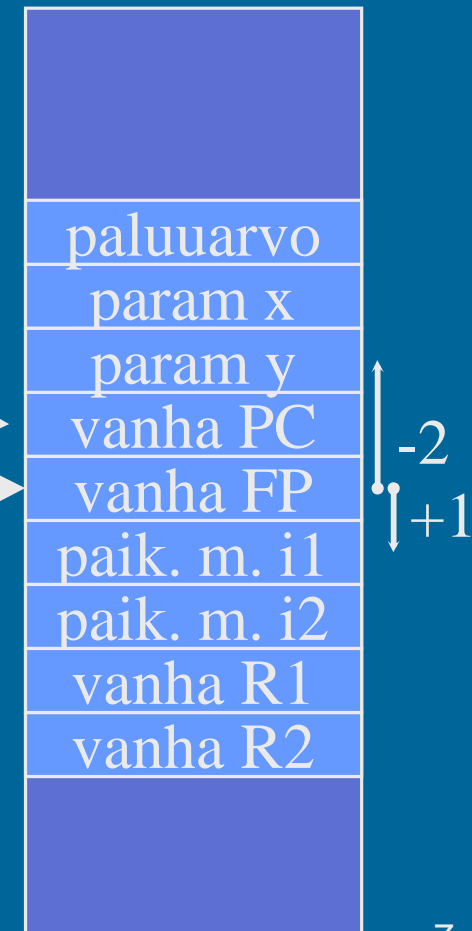 paluuarvo
param x
param y
vanha PC
vanha FP
paik. m. i1
paik. m. i2
vanha R1
vanha R2
-2
+1